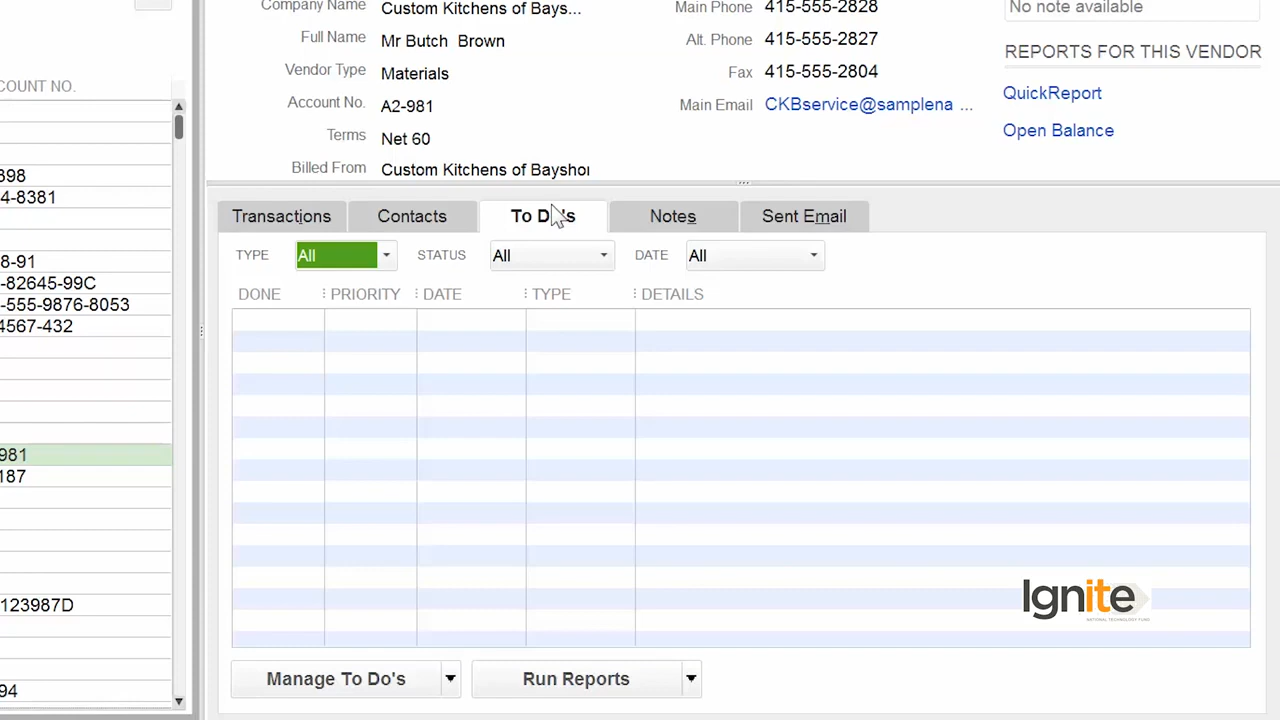 Company Name Custom Kitchens of Bays... Main Phone 415-555-2828 No note available
Full Name Mr Butch Brown Alt. Phone 415-555-2827
REPORTS FOR THIS VENDOR
Vendor Type Materials Fax 415-555-2804
COUNT NO.
QuickReport
Account No. A2-981 Main Email CKBservice@samplena ...
Terms Net 60 Open Balance
Billed From Custom Kitchens of Bayshor
898
4-8381
8-91
-82645-99C
-555-9876-8053
4567-432
981
187
123987D
94
Transactions Contacts To Do's Notes Sent Email
TYPE All STATUS All DATE All
DONE PRIORITY DATE TYPE DETAILS
Ignite
NATIONAL TECHNOLOGY FUND
Manage To Do's Run Reports